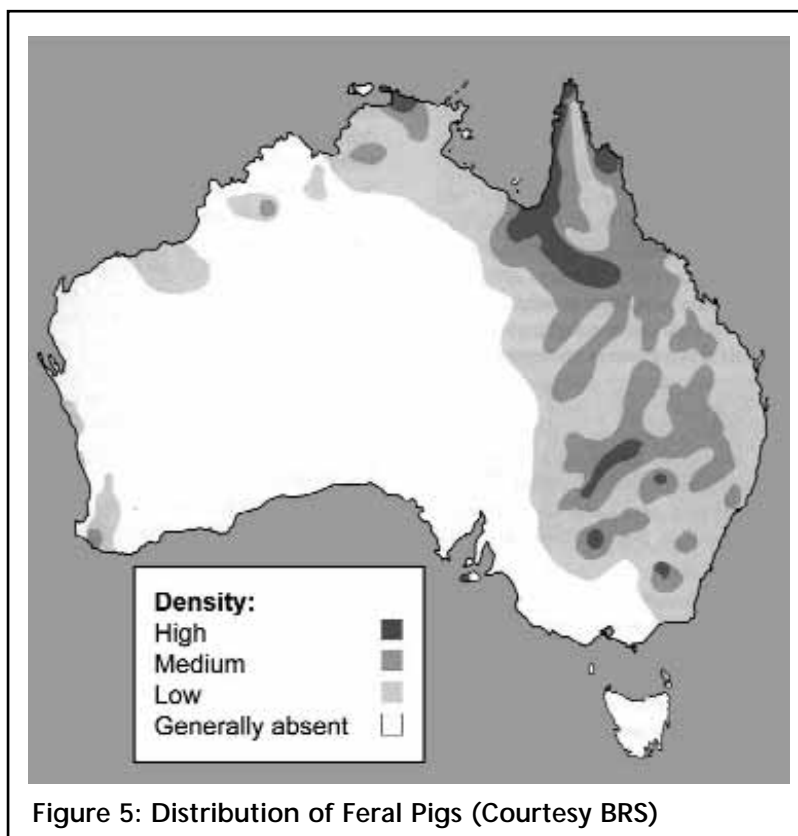 Density:
High
Medium
Low
Generally absent
Figure 5: Distribution of Feral Pigs (Courtesy BRS)